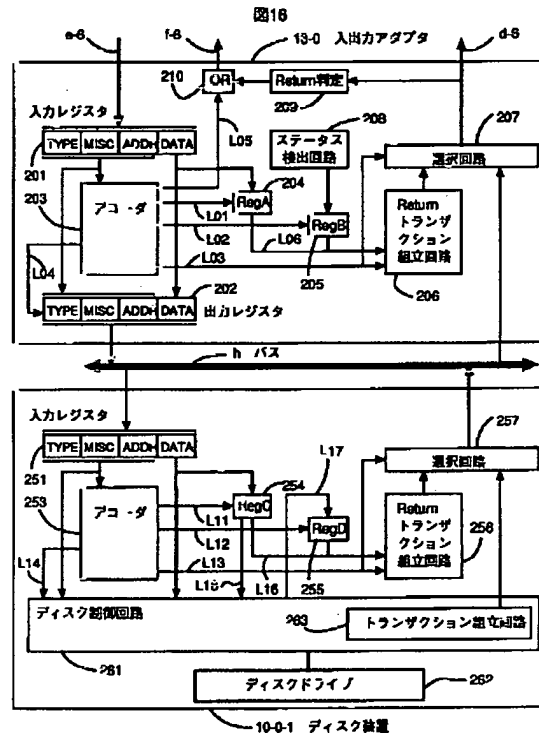 図16
e-6
f-6
13-0 入出力アダプタ
d-6
210
OR
Return判定
209
208
207
入力レジスタ
L05
ステータス
検出回路
選択回路
TYPE MISC ADDR DATA
201
204
203
アコーダ
RegA
L01
RegB
L02
L06
L03
205
Return
トランザ
クション
組立回路
L04
202
206
TYPE MISC ADDR DATA
出力レジスタ
h バス
入力レジスタ
257
L17
TYPE MISC ADDR DATA
選択回路
251
254
253
アコーダ
RegC
L11
RegD
L12
L13
255
L14
L18
L16
Return
トランザ
クション
組立回路
256
ディスク制御回路
263
トランザクション組立回路
261
ディスクドライブ
262
10-0-1 ディスク装置